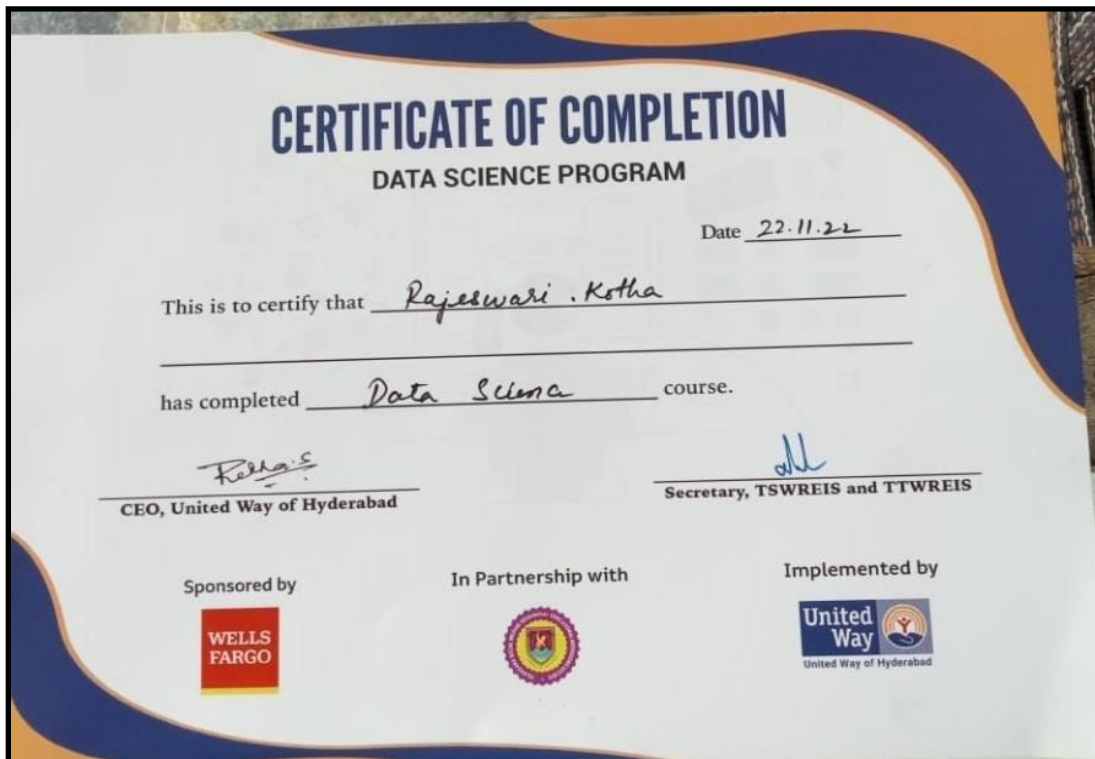 CERTIFICATE OF COMPLETION
DATA SCIENCE PROGRAM
Date 22.11.22
This is to certify that Rajeswari . Kotha
has completed Data Science course.
CEO, United Way of Hyderabad
Secretary, TSWREIS and TTWREIS
Sponsored by
In Partnership with
Implemented by
WELLS
FARGO
United
Way
United Way of Hyderabad